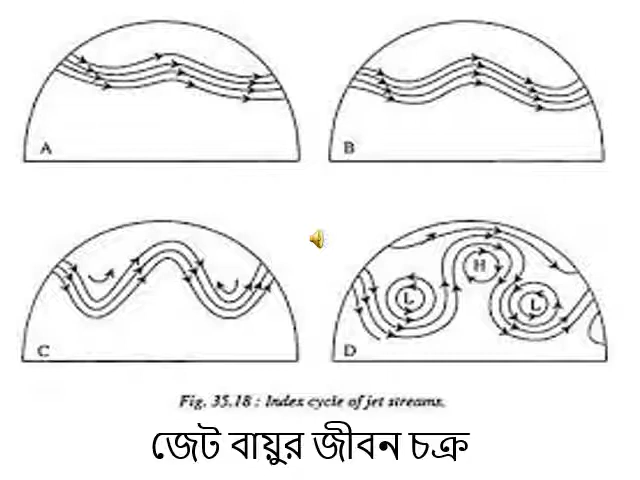 A
B
C
H
L
L
D
Fig. 35.18 : Index cycle of jet streams.
জেট বায়ুর জীবন চক্র